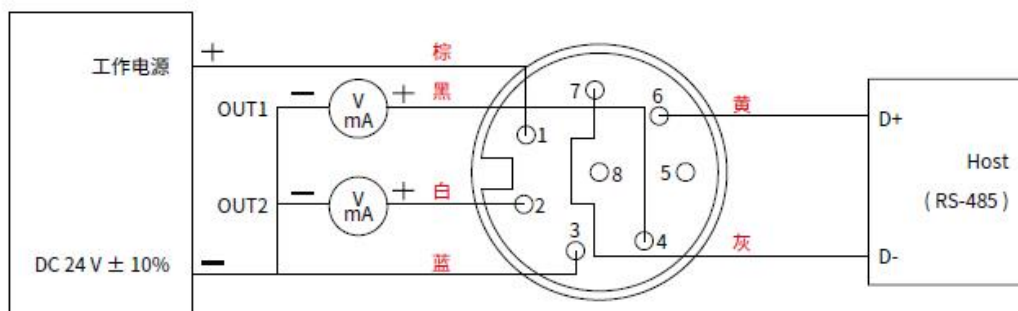 工作电源
+
棕
OUT1
−
V
mA
+
黑
7
6
黄
D+
1
Host
8
5
OUT2
−
V
mA
+
白
2
( RS-485 )
3
4
灰
DC 24 V ± 10%
−
蓝
D-